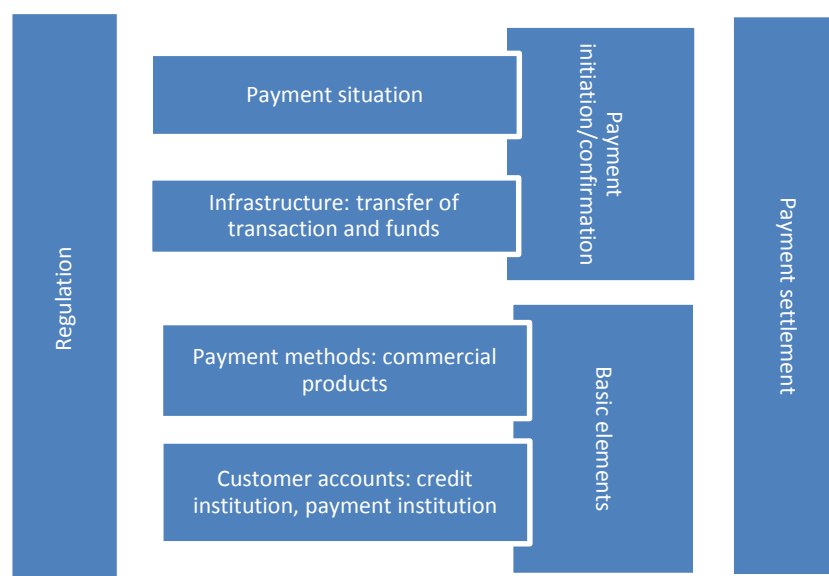 Regulation
Payment situation
Infrastructure: transfer of
transaction and funds
Payment
initiation/confirmation
Payment methods: commercial
products
Customer accounts: credit
institution, payment institution
Basic elements
Payment settlement